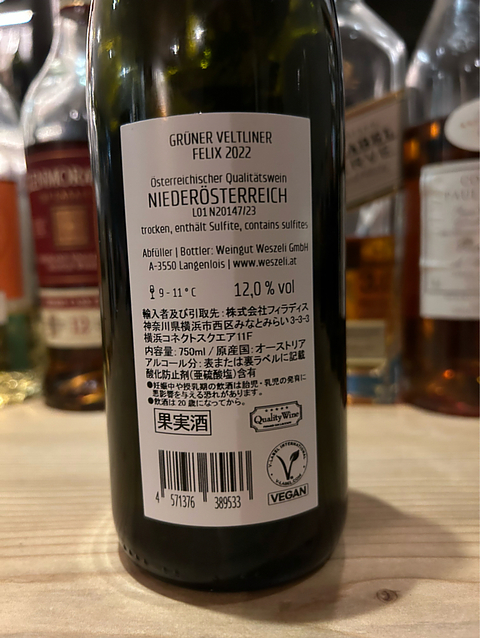 GRÜNER VELTLINER
FELIX 2022
Österreichischer Qualitätswein
NIEDERÖSTERREICH
L01 N20147/23
trocken, enthält Sulfite, contains sulfites
Abfüller | Bottler: Weingut Weszeli GmbH
A-3550 Langenlois | www.weszeli.at
9 - 11° C 12,0 % vol
輸入者及び引取先:株式会社フィラディス
神奈川県横浜市西区みなとみらい3-3-3
横浜コネクトスクエア11F
内容量:750ml / 原産国:オーストリア
アルコール分:表または裏ラベルに記載
酸化防止剤(亜硫酸塩)含有
●妊娠中や授乳期の飲酒は胎児・乳児の発育に
悪影響を与える恐れがあります。
●飲酒は20歳になってから。
果実酒
QualityWine
V-LABEL INTERNATIONAL
V-LABEL.COM
VEGAN
4 571376 389533
12